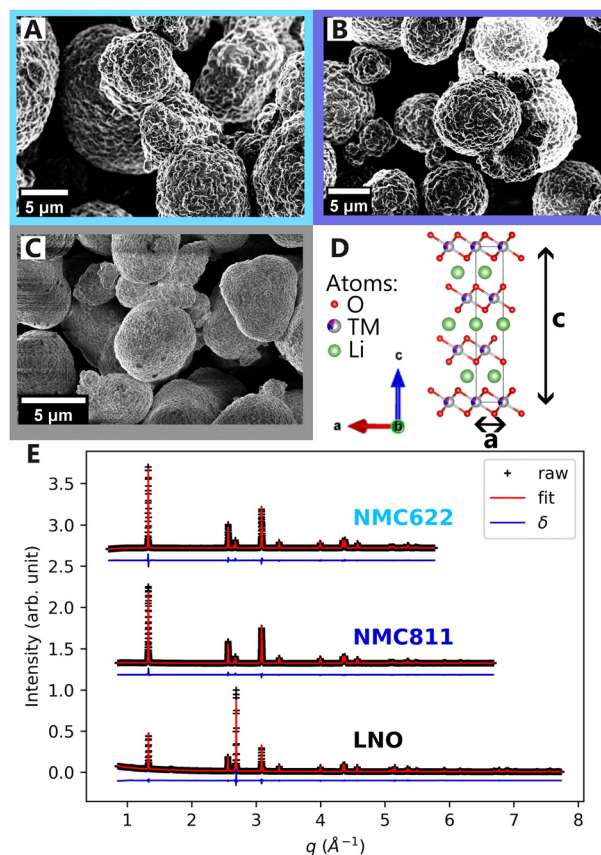 A
5 μm
B
5 μm
C
5 μm
D
Atoms:
O
TM
Li
c
a
b
c
a
E
3.5
3.0
2.5
2.0
1.5
1.0
0.5
0.0
Intensity (arb. unit)
raw
fit
δ
NMC622
NMC811
LNO
1 2 3 4 5 6 7 8
q (Å⁻¹)